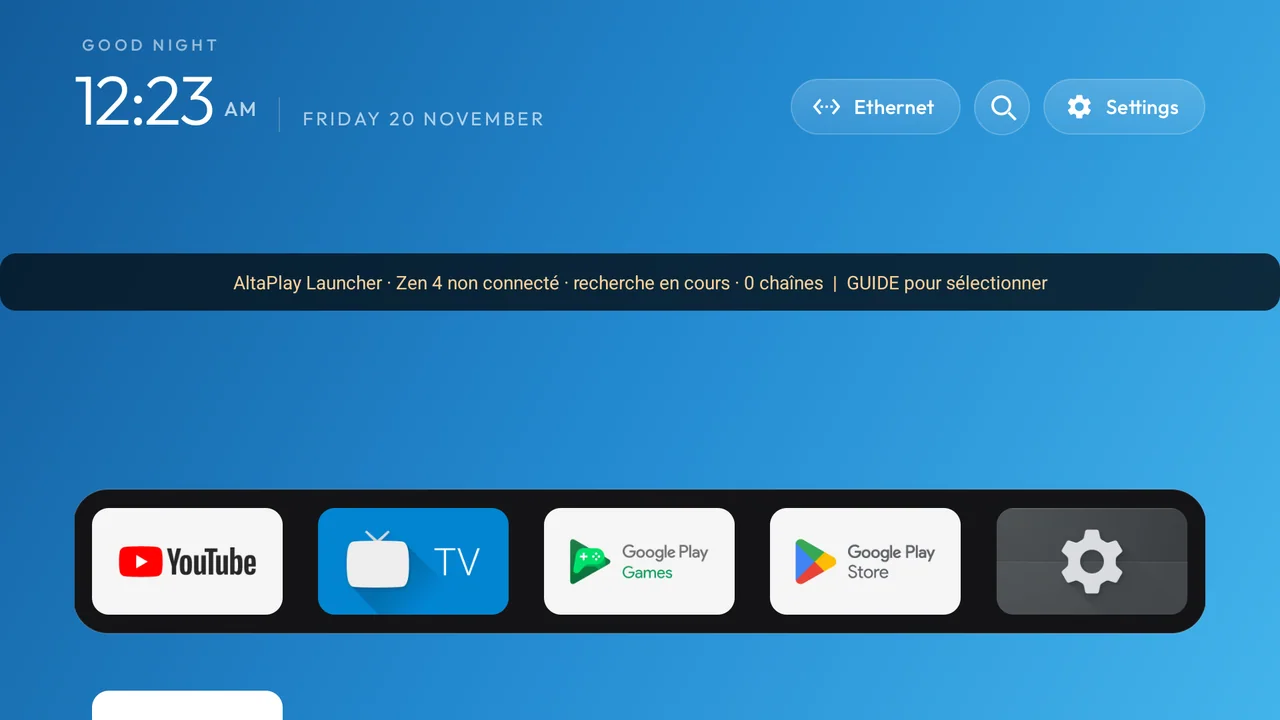 GOOD NIGHT
12:23 AM
FRIDAY 20 NOVEMBER
Ethernet
Settings
AltaPlay Launcher · Zen 4 non connecté · recherche en cours · 0 chaînes | GUIDE pour sélectionner
YouTube
TV
Google Play
Games
Google Play
Store